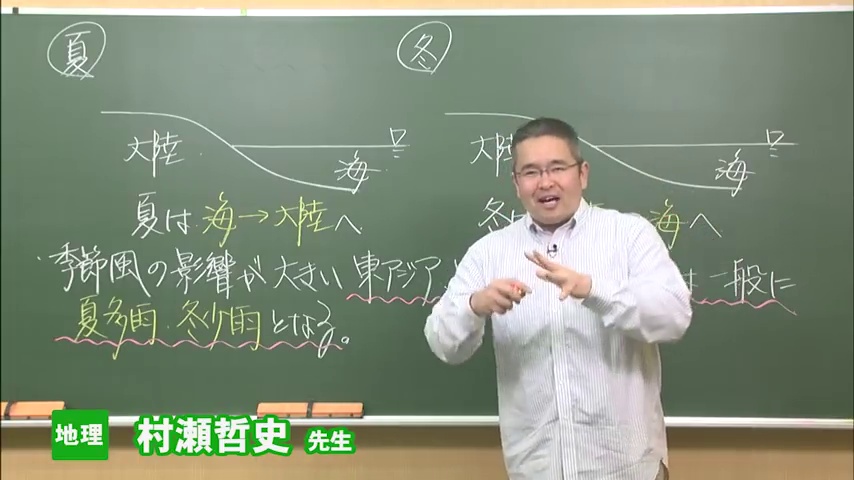 夏
冬
大陸
海
大陸
海
夏は 海→大陸へ
冬は 海へ
季節風の影響が大きい 東アジア は一般に
夏多雨・冬少雨となる。
地理 村瀬哲史 先生